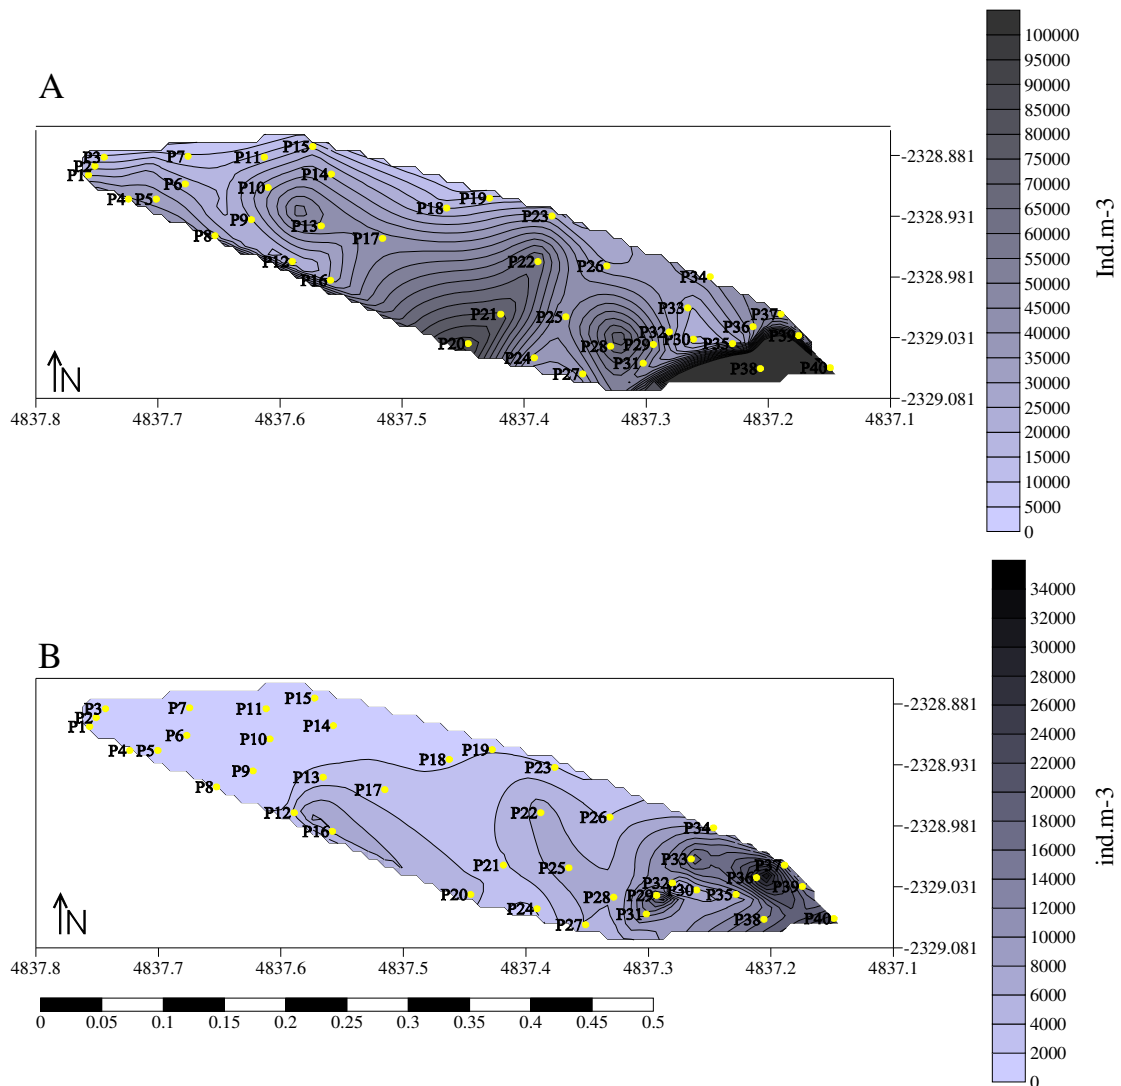 A
P15
P3 P7 P11
P2
P1 P14
P6 P10
P4 P5 P19
P18
P9 P23
P13
P8 P17
P12 P22 P26
P16 P34
P33
P21 P25 P37
P32 P36
P20 P28 P29 P30 P35 P39
P24 P31
P27 P38 P40
N
-2328.881
-2328.931
-2328.981
-2329.031
-2329.081
4837.8 4837.7 4837.6 4837.5 4837.4 4837.3 4837.2 4837.1
100000
95000
90000
85000
80000
75000
70000
65000
60000
55000
50000
45000
40000
35000
30000
25000
20000
15000
10000
5000
0
Ind.m-3
B
P15
P3 P7 P11
P2
P1 P14
P6 P10
P4 P5 P19
P18
P9 P23
P13
P8 P17
P12 P22 P26
P16 P34
P33
P21 P25 P37
P32 P36
P20 P28 P29 P30 P35 P39
P24 P31
P27 P38 P40
N
-2328.881
-2328.931
-2328.981
-2329.031
-2329.081
4837.8 4837.7 4837.6 4837.5 4837.4 4837.3 4837.2 4837.1
34000
32000
30000
28000
26000
24000
22000
20000
18000
16000
14000
12000
10000
8000
6000
4000
2000
0
ind.m-3
0 0.05 0.1 0.15 0.2 0.25 0.3 0.35 0.4 0.45 0.5